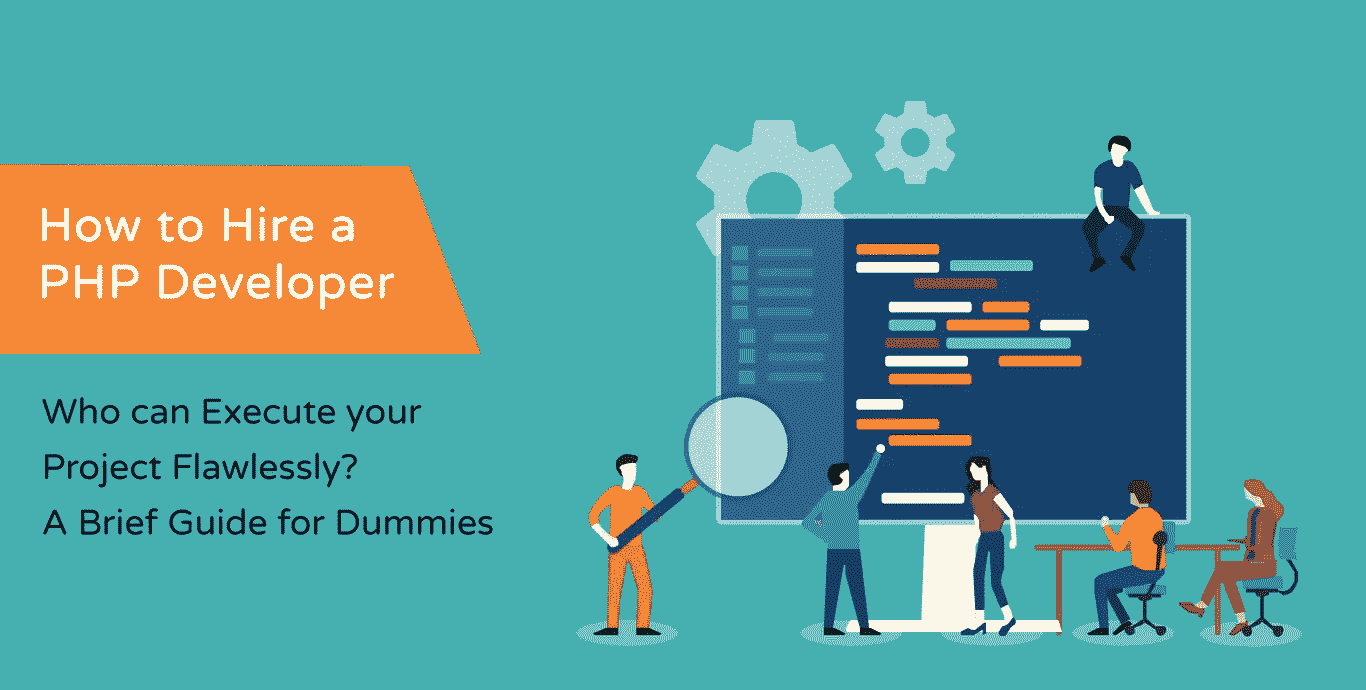 How to Hire a
PHP Developer
Who can Execute your
Project Flawlessly?
A Brief Guide for Dummies